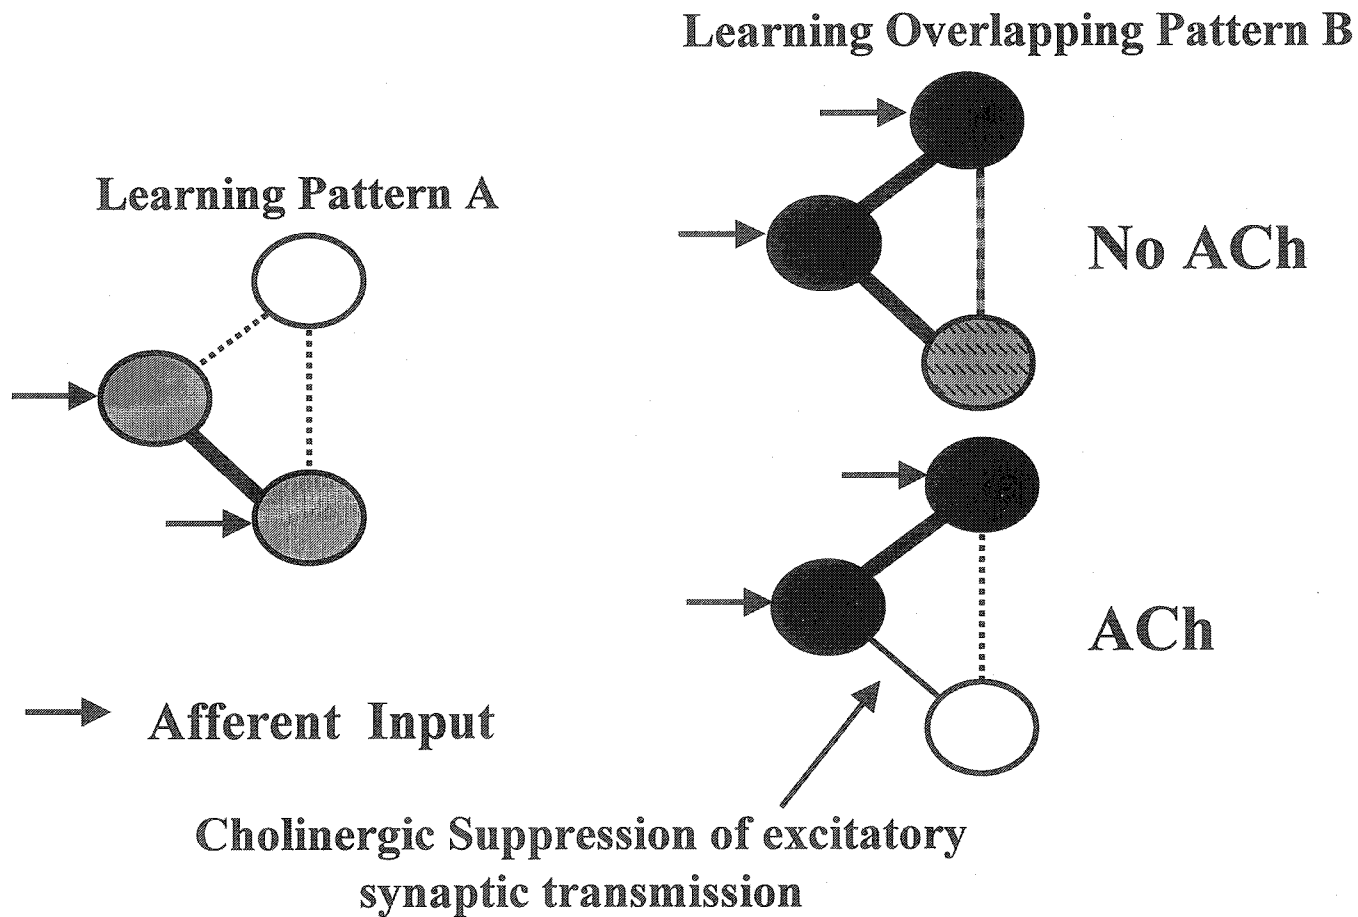 Learning Overlapping Pattern B
Learning Pattern A
No ACh
ACh
Afferent Input
Cholinergic Suppression of excitatory
synaptic transmission